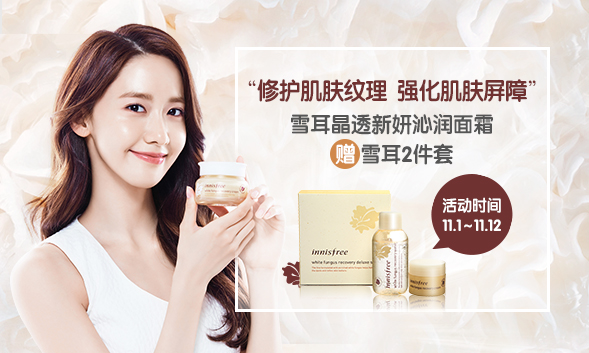 “修护肌肤纹理 强化肌肤屏障”
雪耳晶透新妍沁润面霜
赠 雪耳2件套
活动时间
11.1~11.12
innisfree
innisfree
white fungus recovery deluxe
innisfree